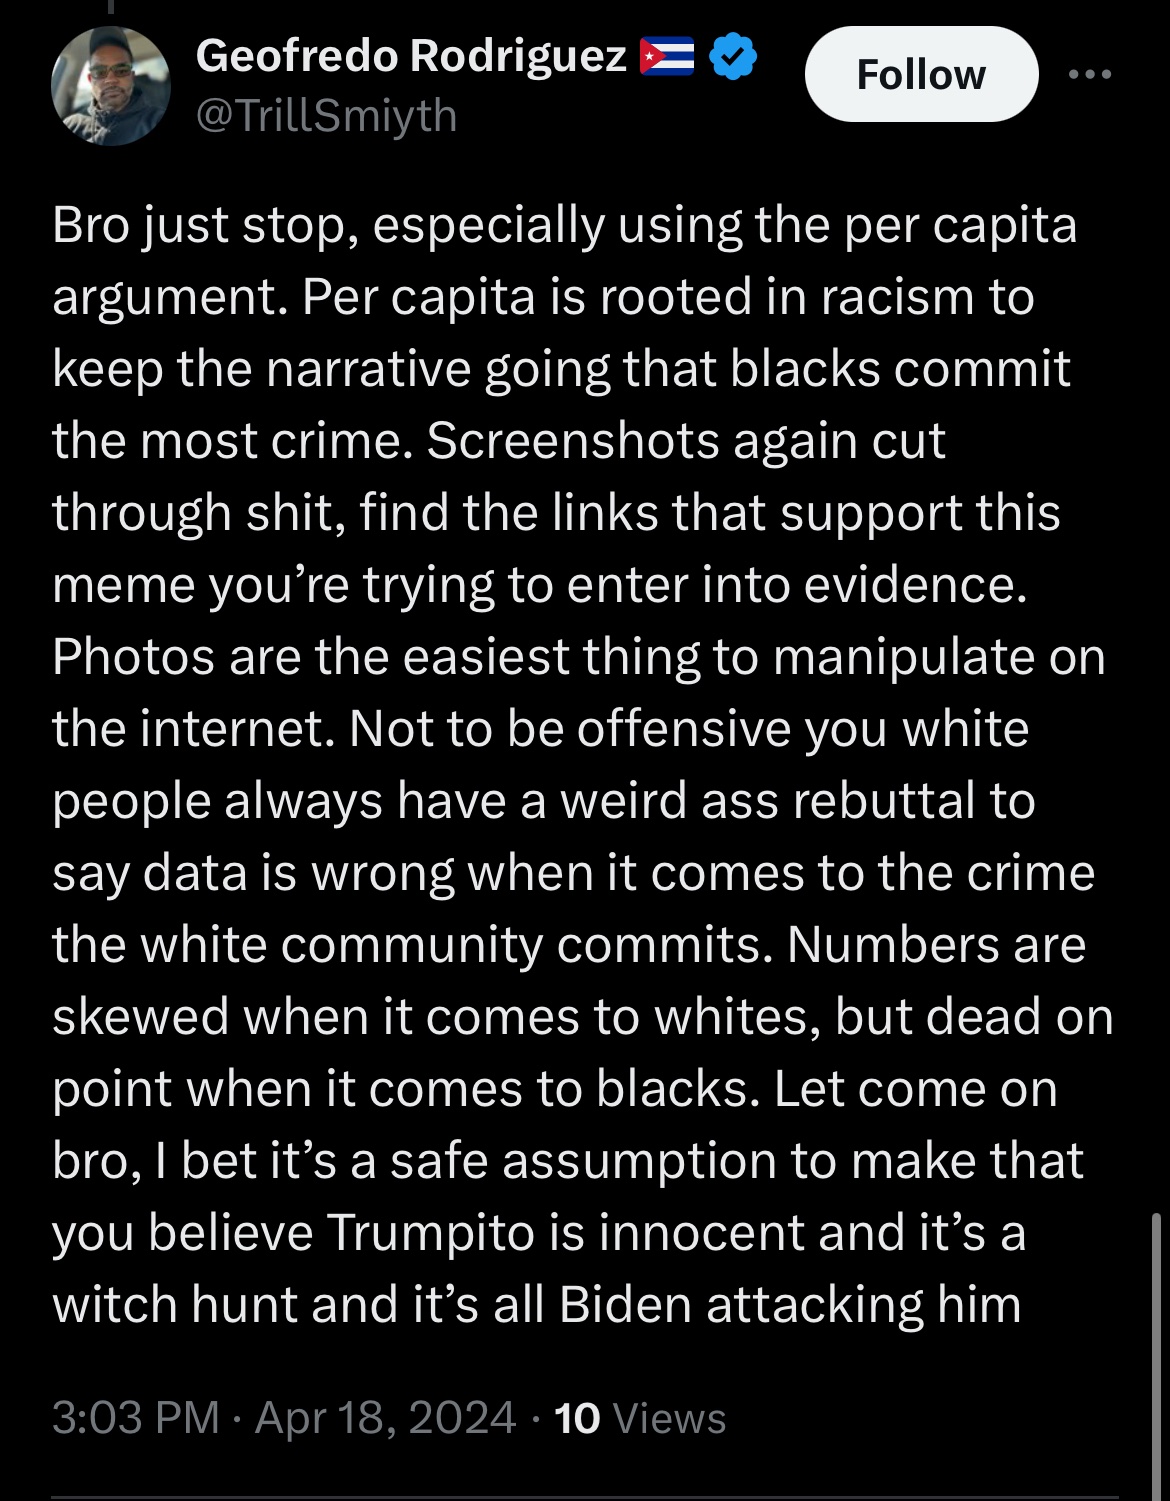 Geofredo Rodriguez 🇨🇺
Follow
@TrillSmiyth
Bro just stop, especially using the per capita
argument. Per capita is rooted in racism to
keep the narrative going that blacks commit
the most crime. Screenshots again cut
through shit, find the links that support this
meme you’re trying to enter into evidence.
Photos are the easiest thing to manipulate on
the internet. Not to be offensive you white
people always have a weird ass rebuttal to
say data is wrong when it comes to the crime
the white community commits. Numbers are
skewed when it comes to whites, but dead on
point when it comes to blacks. Let come on
bro, I bet it’s a safe assumption to make that
you believe Trumpito is innocent and it’s a
witch hunt and it’s all Biden attacking him
3:03 PM · Apr 18, 2024 · 10 Views